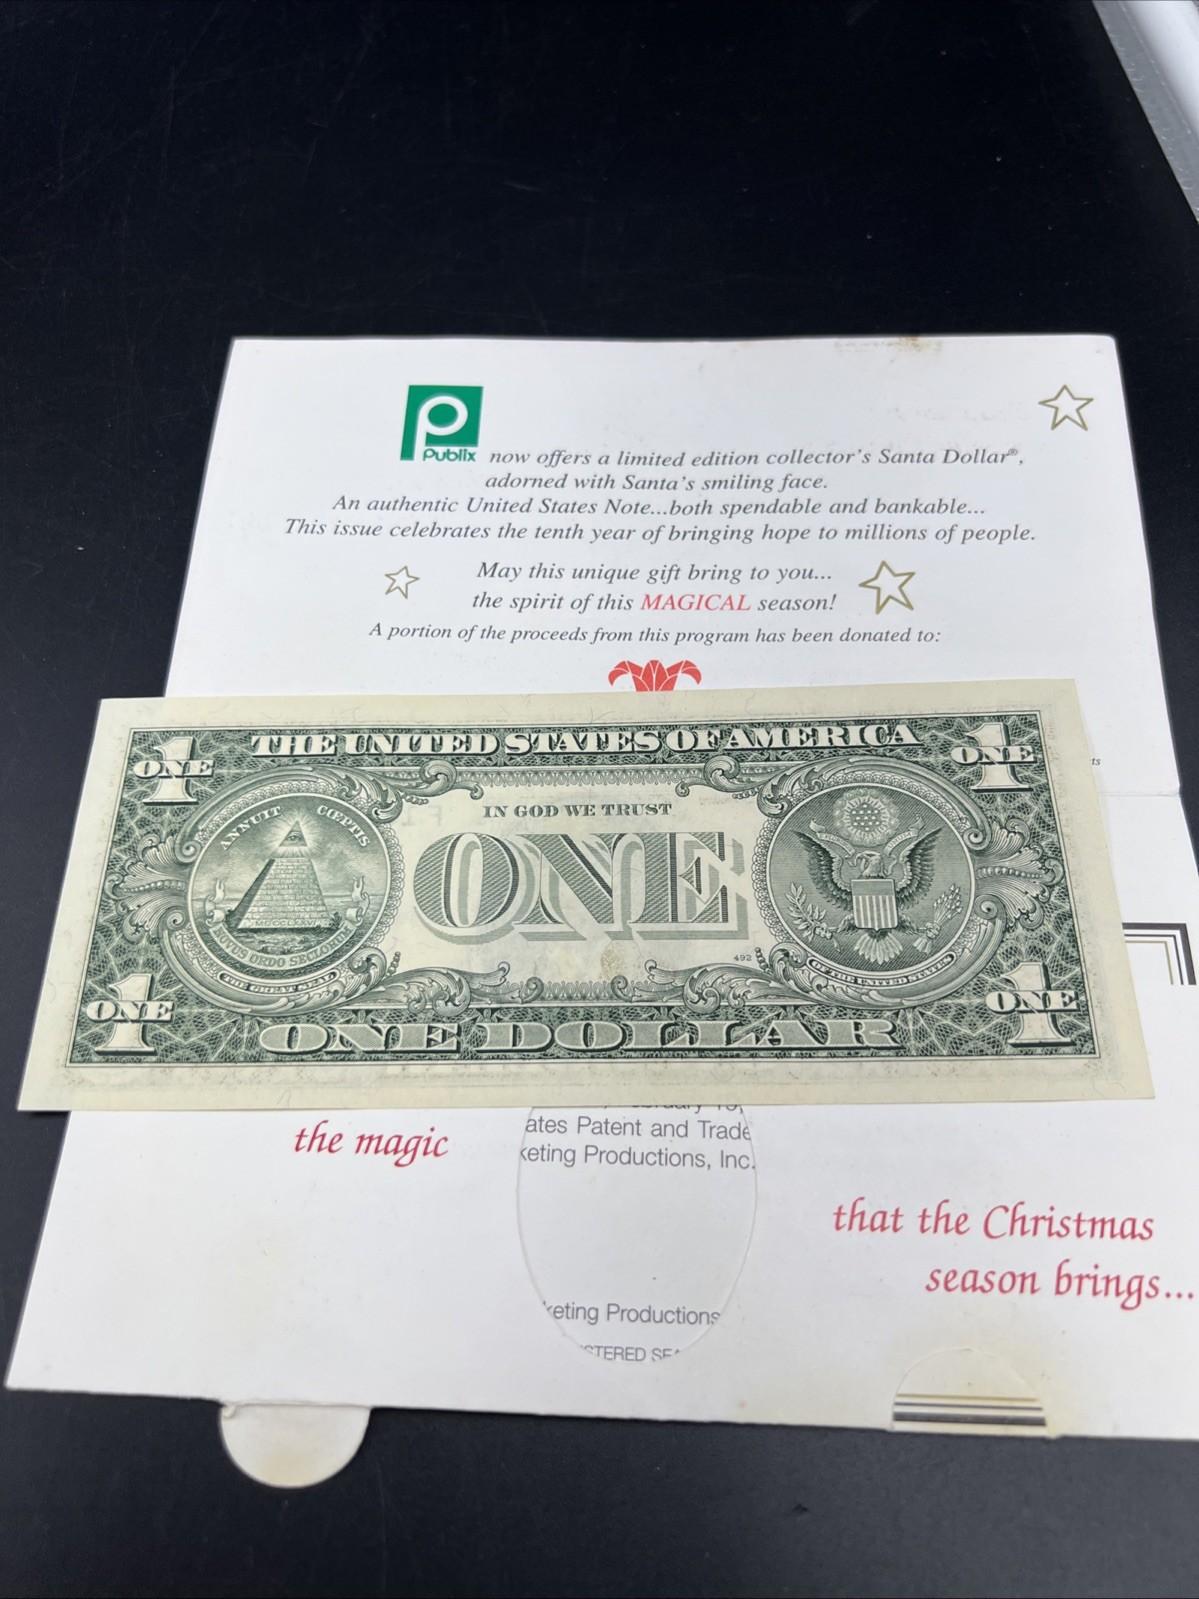 Publix now offers a limited edition collector's Santa Dollar®,
adorned with Santa's smiling face.
An authentic United States Note...both spendable and bankable...
This issue celebrates the tenth year of bringing hope to millions of people.
May this unique gift bring to you...
the spirit of this MAGICAL season!
A portion of the proceeds from this program has been donated to:
ts
1 ONE
THE UNITED STATES OF AMERICA
1 ONE
ANNUIT CŒPTIS
IN GOD WE TRUST
ONE
MDCCLXXVI
NOVUS ORDO SECLORUM
THE GREAT SEAL
492
OF THE UNITED STATES
1 ONE
ONE DOLLAR
1 ONE
ates Patent and Trade
the magic
keting Productions, Inc.
that the Christmas
season brings...
keting Productions
STERED SEA